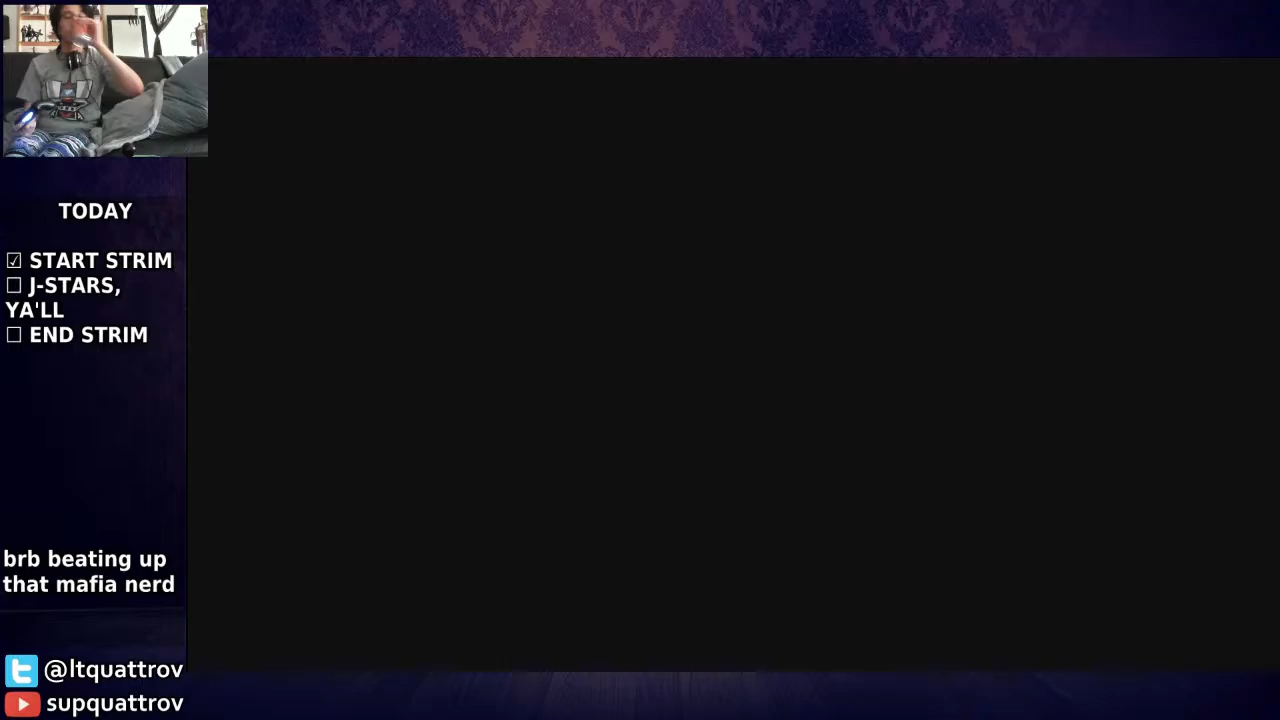 TODAY
☑ START STRIM
☐ J-STARS,
YA'LL
☐ END STRIM
brb beating up
that mafia nerd
@ltquattrov
supquattrov